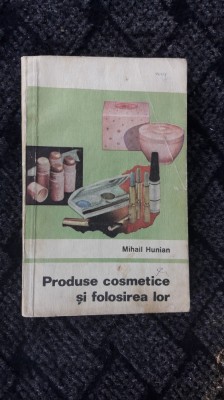 Mihail Hunian
Produse cosmetice
și folosirea lor